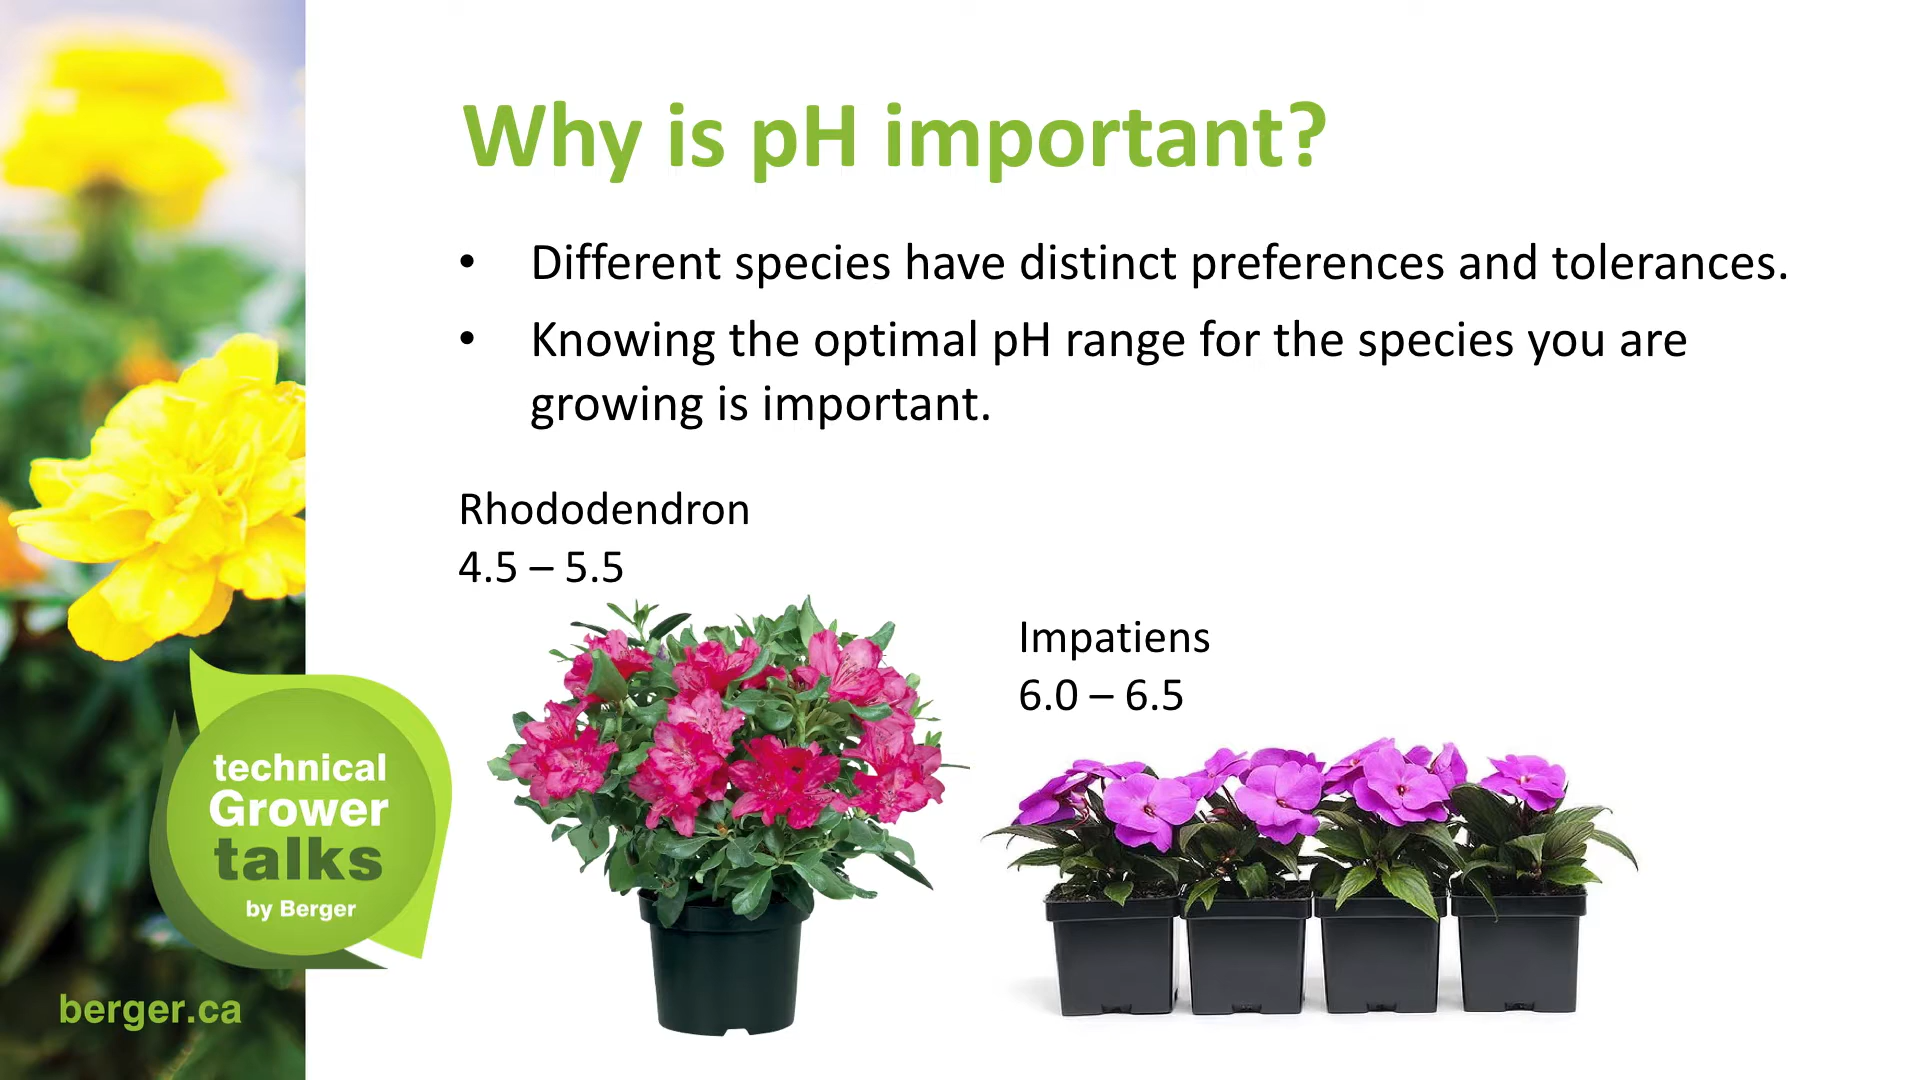 Why is pH important?
• Different species have distinct preferences and tolerances.
• Knowing the optimal pH range for the species you are
growing is important.
Rhododendron
4.5 – 5.5
Impatiens
6.0 – 6.5
technical
Grower
talks
by Berger
berger.ca